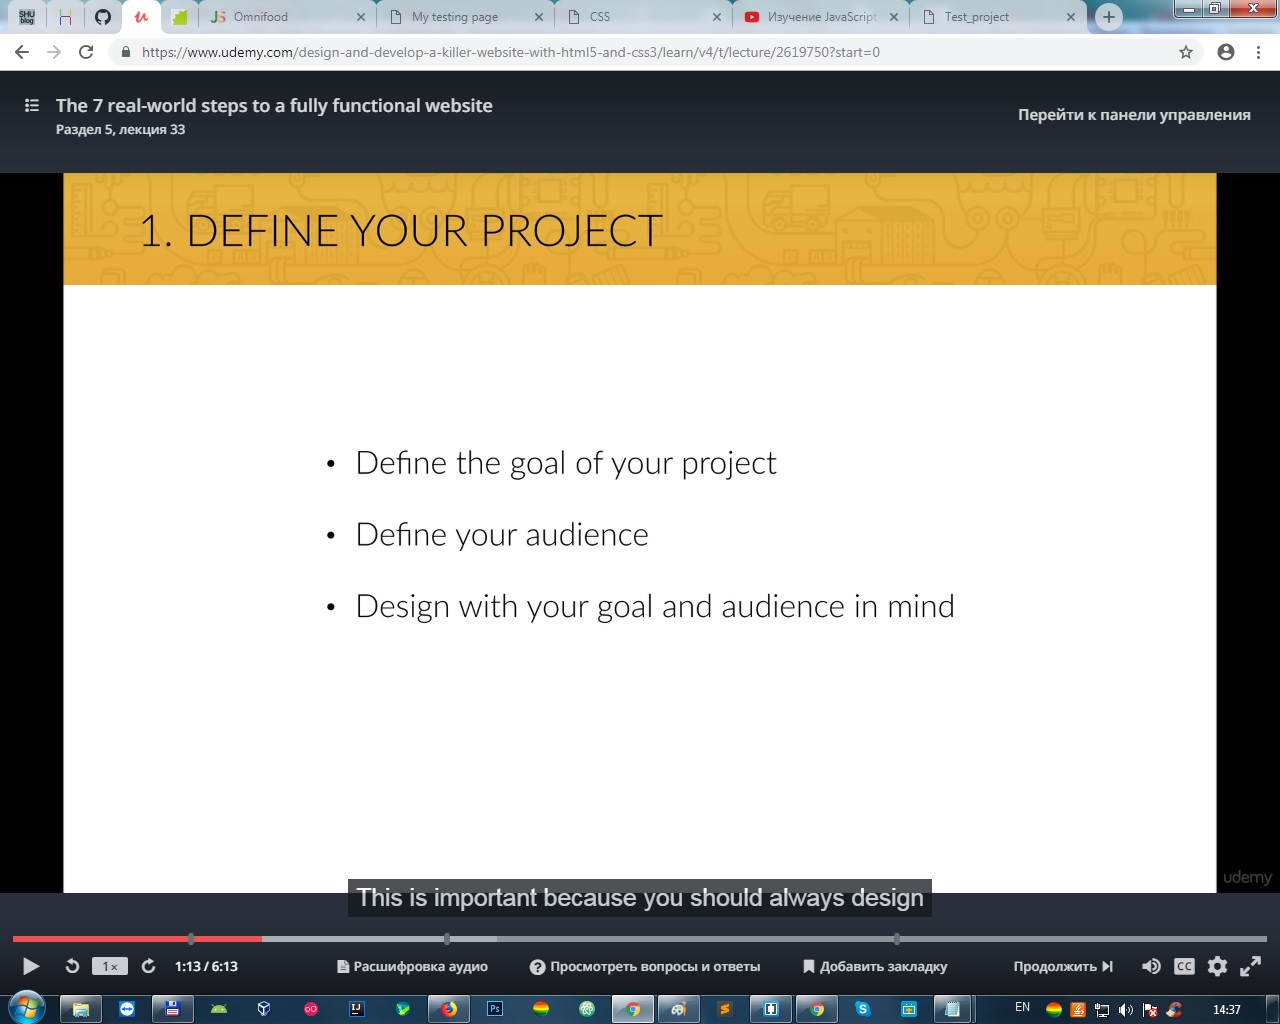 SHU
blog
JS Omnifood
My testing page
CSS
Изучение JavaScript
Test_project
https://www.udemy.com/design-and-develop-a-killer-website-with-html5-and-css3/learn/v4/t/lecture/2619750?start=0
The 7 real-world steps to a fully functional website
Раздел 5, лекция 33
Перейти к панели управления
1. DEFINE YOUR PROJECT
• Define the goal of your project
• Define your audience
• Design with your goal and audience in mind
udemy
This is important because you should always design
1×
1:13 / 6:13
Расшифровка аудио
Просмотреть вопросы и ответы
Добавить закладку
Продолжить
CC
IJ
Ps
S
EN
14:37